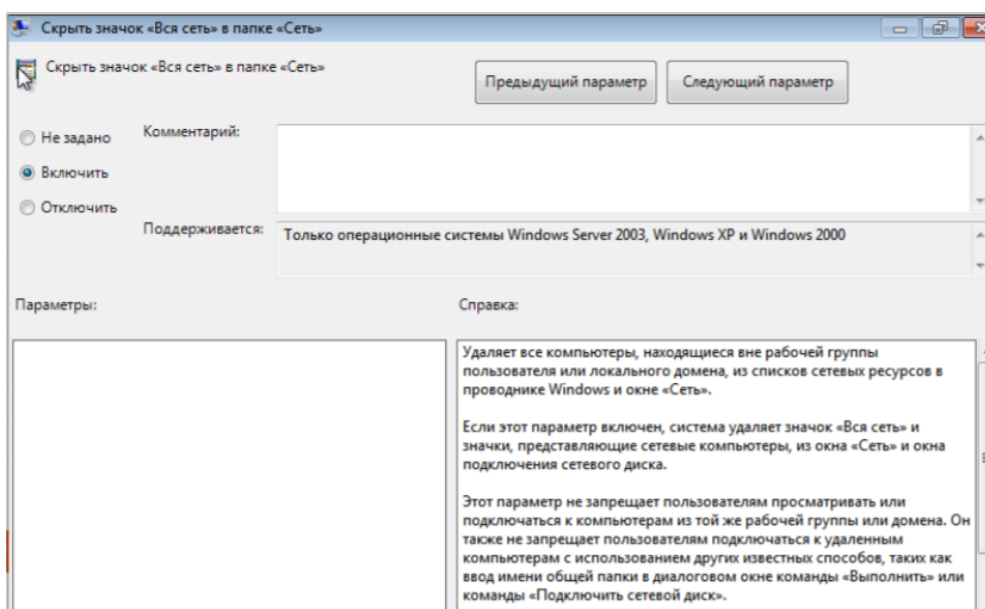 Скрыть значок «Вся сеть» в папке «Сеть»
Скрыть значок «Вся сеть» в папке «Сеть»
Предыдущий параметр
Следующий параметр
Не задано
Комментарий:
Включить
Отключить
Поддерживается:
Только операционные системы Windows Server 2003, Windows XP и Windows 2000
Параметры:
Справка:
Удаляет все компьютеры, находящиеся вне рабочей группы
пользователя или локального домена, из списков сетевых ресурсов в
проводнике Windows и окне «Сеть».
Если этот параметр включен, система удаляет значок «Вся сеть» и
значки, представляющие сетевые компьютеры, из окна «Сеть» и окна
подключения сетевого диска.
Этот параметр не запрещает пользователям просматривать или
подключаться к компьютерам из той же рабочей группы или домена. Он
также не запрещает пользователям подключаться к удаленным
компьютерам с использованием других известных способов, таких как
ввод имени общей папки в диалоговом окне команды «Выполнить» или
команды «Подключить сетевой диск».